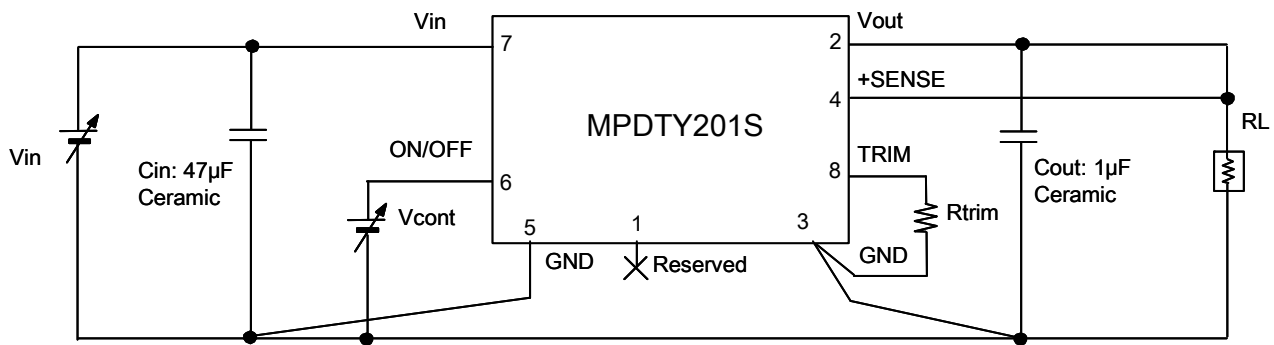 Vin
7
Vout
2
+SENSE
4
MPDTY201S
RL
Vin
Cin: 47µF
Ceramic
ON/OFF
6
TRIM
8
Cout: 1µF
Ceramic
Vcont
Rtrim
5
1
3
GND
Reserved
GND